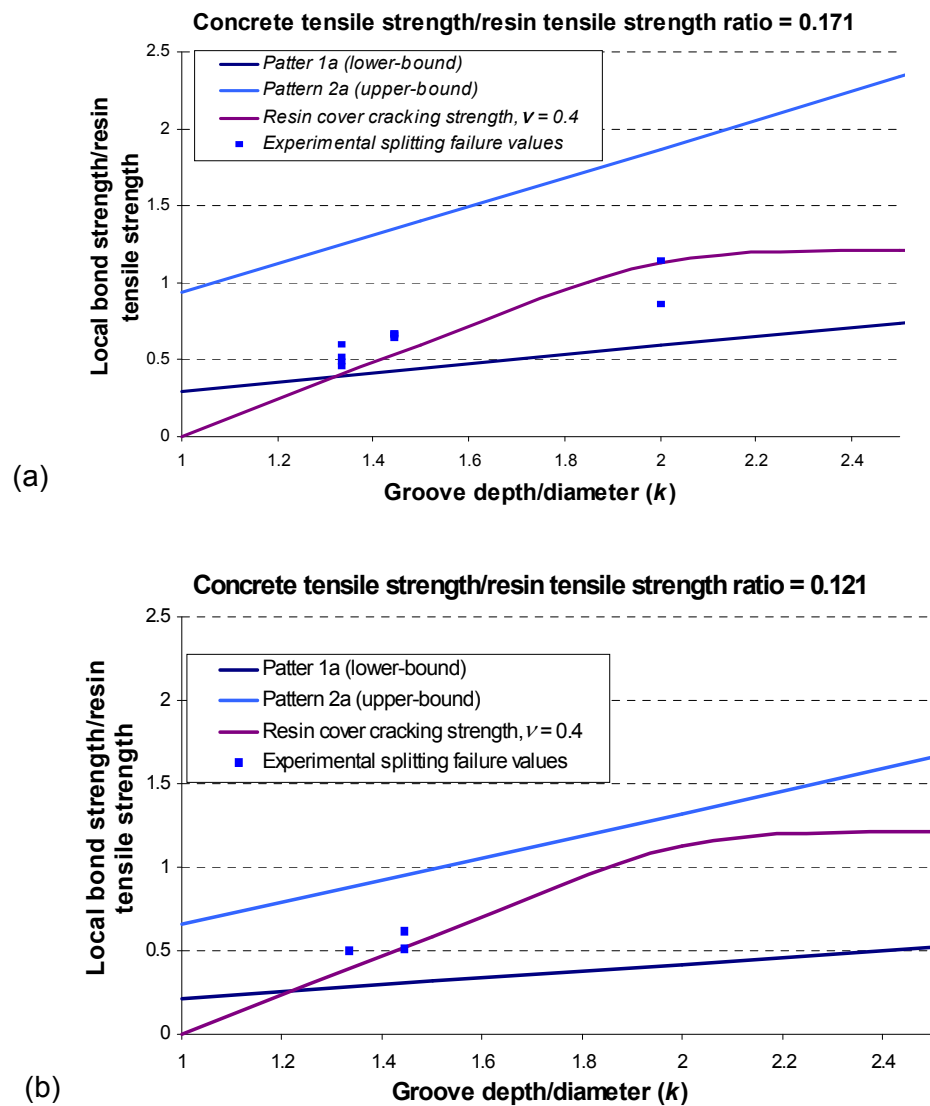 Concrete tensile strength/resin tensile strength ratio = 0.171
2.5
2
1.5
1
0.5
0
Local bond strength/resin
tensile strength
Patter 1a (lower-bound)
Pattern 2a (upper-bound)
Resin cover cracking strength, ν = 0.4
Experimental splitting failure values
1 1.2 1.4 1.6 1.8 2 2.2 2.4
Groove depth/diameter (k)
(a)
Concrete tensile strength/resin tensile strength ratio = 0.121
2.5
2
1.5
1
0.5
0
Local bond strength/resin
tensile strength
Patter 1a (lower-bound)
Pattern 2a (upper-bound)
Resin cover cracking strength, ν = 0.4
Experimental splitting failure values
1 1.2 1.4 1.6 1.8 2 2.2 2.4
Groove depth/diameter (k)
(b)